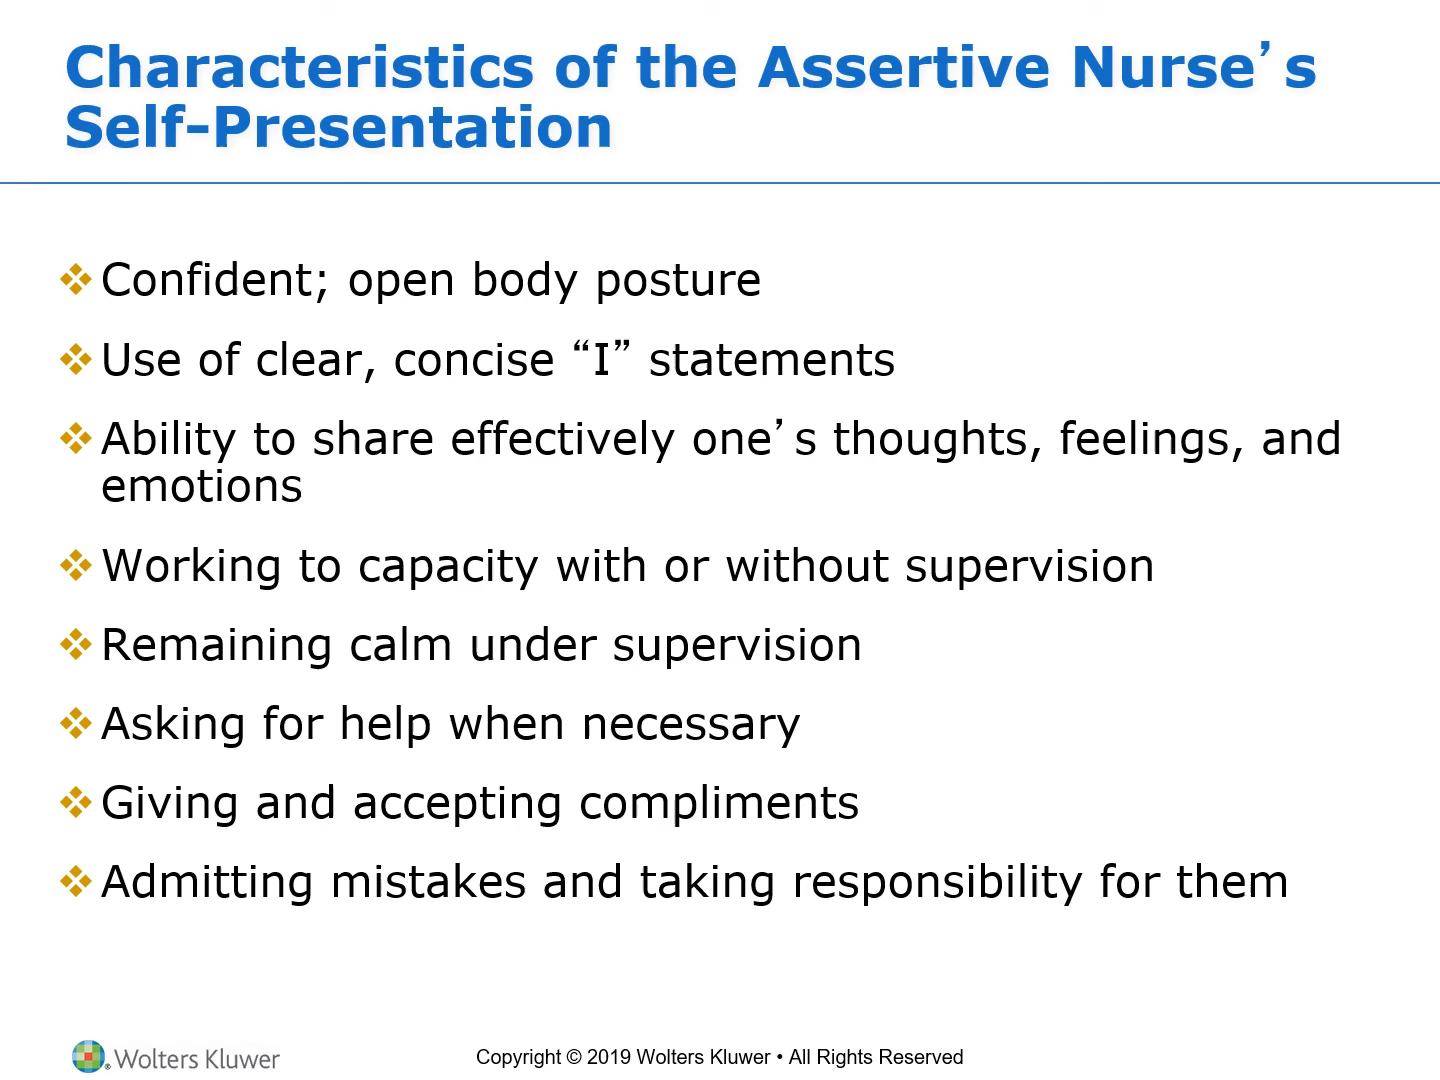 Characteristics of the Assertive Nurse’s
Self-Presentation
❖Confident; open body posture
❖Use of clear, concise “I” statements
❖Ability to share effectively one’s thoughts, feelings, and
emotions
❖Working to capacity with or without supervision
❖Remaining calm under supervision
❖Asking for help when necessary
❖Giving and accepting compliments
❖Admitting mistakes and taking responsibility for them
® Wolters Kluwer
Copyright © 2019 Wolters Kluwer • All Rights Reserved